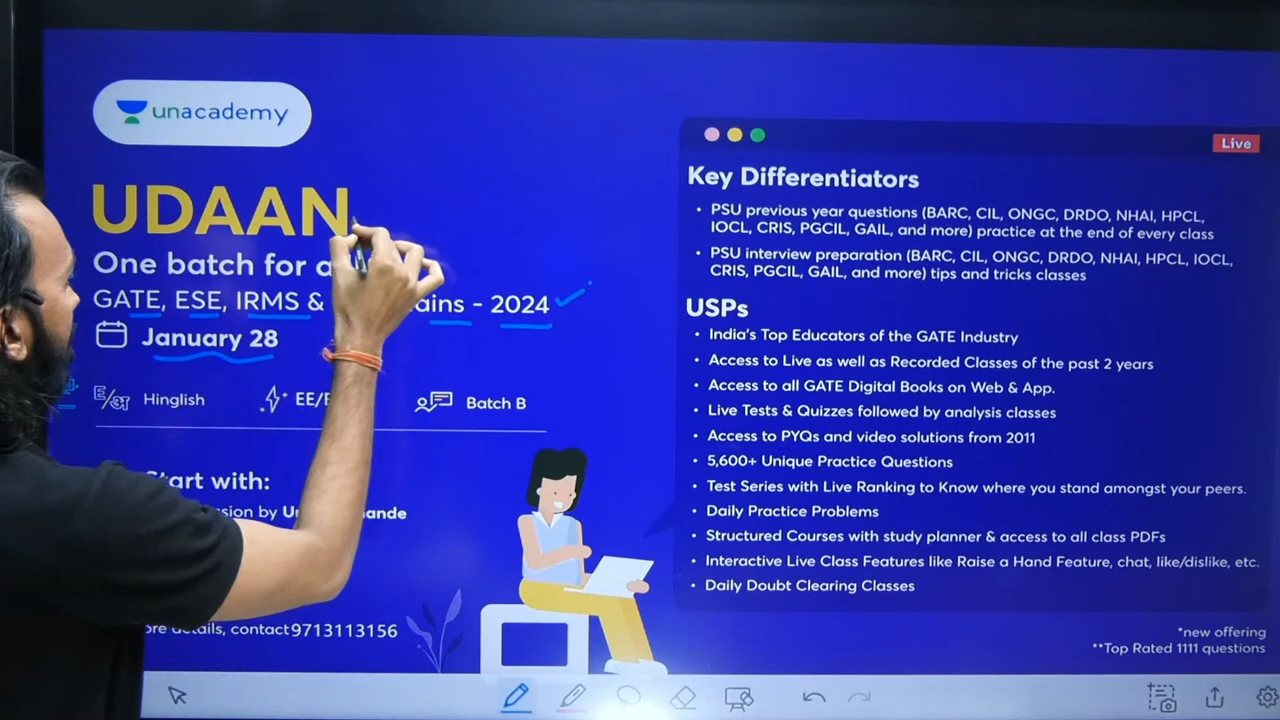 unacademy
UDAAN
One batch for a
GATE, ESE, IRMS & ains - 2024
January 28
Hinglish
EE/E
Batch B
tart with:
sion by U ande
ore details, contact 9713113156
Live
Key Differentiators
• PSU previous year questions (BARC, CIL, ONGC, DRDO, NHAI, HPCL,
IOCL, CRIS, PGCIL, GAIL, and more) practice at the end of every class
• PSU interview preparation (BARC, CIL, ONGC, DRDO, NHAI, HPCL, IOCL,
CRIS, PGCIL, GAIL, and more) tips and tricks classes
USPs
• India's Top Educators of the GATE Industry
• Access to Live as well as Recorded Classes of the past 2 years
• Access to all GATE Digital Books on Web & App.
• Live Tests & Quizzes followed by analysis classes
• Access to PYQs and video solutions from 2011
• 5,600+ Unique Practice Questions
• Test Series with Live Ranking to Know where you stand amongst your peers.
• Daily Practice Problems
• Structured Courses with study planner & access to all class PDFs
• Interactive Live Class Features like Raise a Hand Feature, chat, like/dislike, etc.
• Daily Doubt Clearing Classes
*new offering
**Top Rated 1111 questions